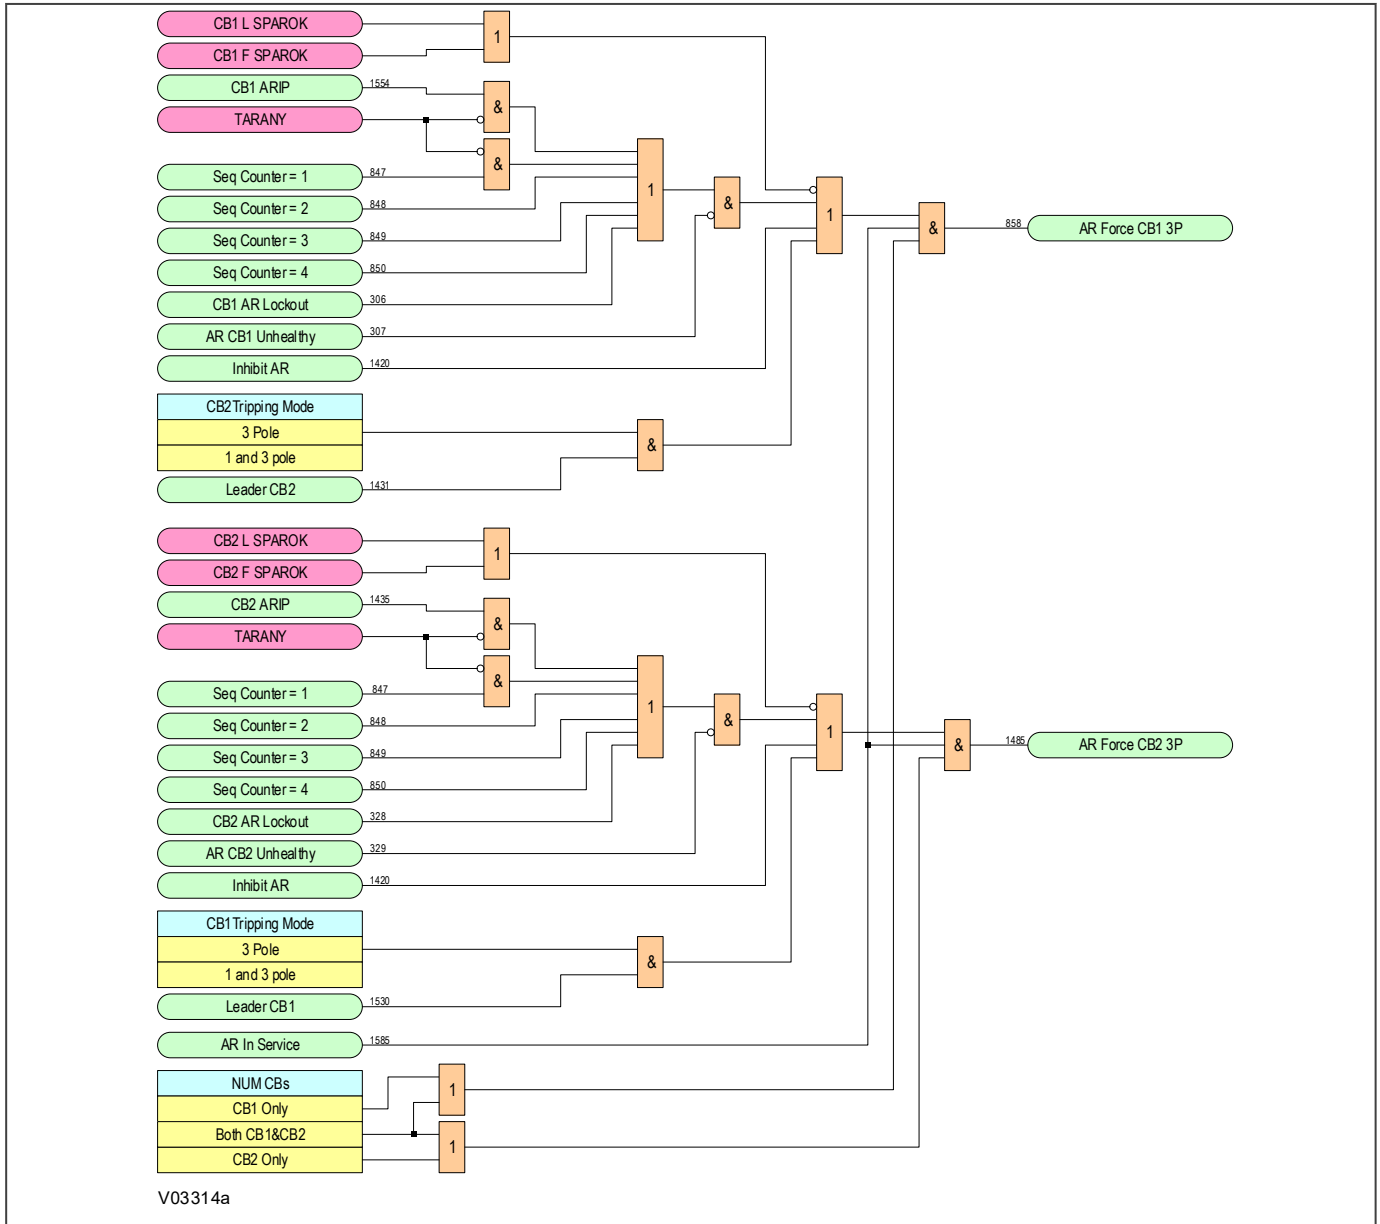 CB1 L SPAROK
1
CB1 F SPAROK
CB1 ARIP 1554
&
TARANY
&
Seq Counter = 1 847
Seq Counter = 2 848
1
&
1
Seq Counter = 3 849
&
858 AR Force CB1 3P
Seq Counter = 4 850
CB1 AR Lockout 306
AR CB1 Unhealthy 307
Inhibit AR 1420
CB2Tripping Mode
3 Pole
&
1 and 3 pole
Leader CB2 1431
CB2 L SPAROK
1
CB2 F SPAROK
CB2 ARIP 1435
&
TARANY
&
Seq Counter = 1 847
Seq Counter = 2 848
1
&
1
Seq Counter = 3 849
&
1485 AR Force CB2 3P
Seq Counter = 4 850
CB2 AR Lockout 328
AR CB2 Unhealthy 329
Inhibit AR 1420
CB1Tripping Mode
3 Pole
&
1 and 3 pole
Leader CB1 1530
AR In Service 1585
NUM CBs
1
CB1 Only
Both CB1&CB2
1
CB2 Only
V03314a